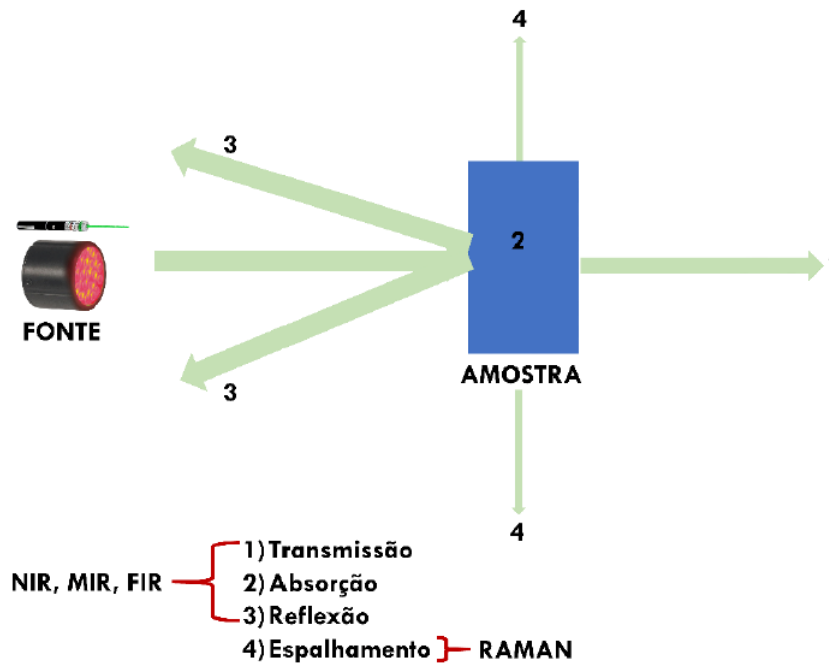 4
3
2
FONTE
AMOSTRA
3
4
1) Transmissão
NIR, MIR, FIR
2) Absorção
3) Reflexão
4) Espalhamento
RAMAN